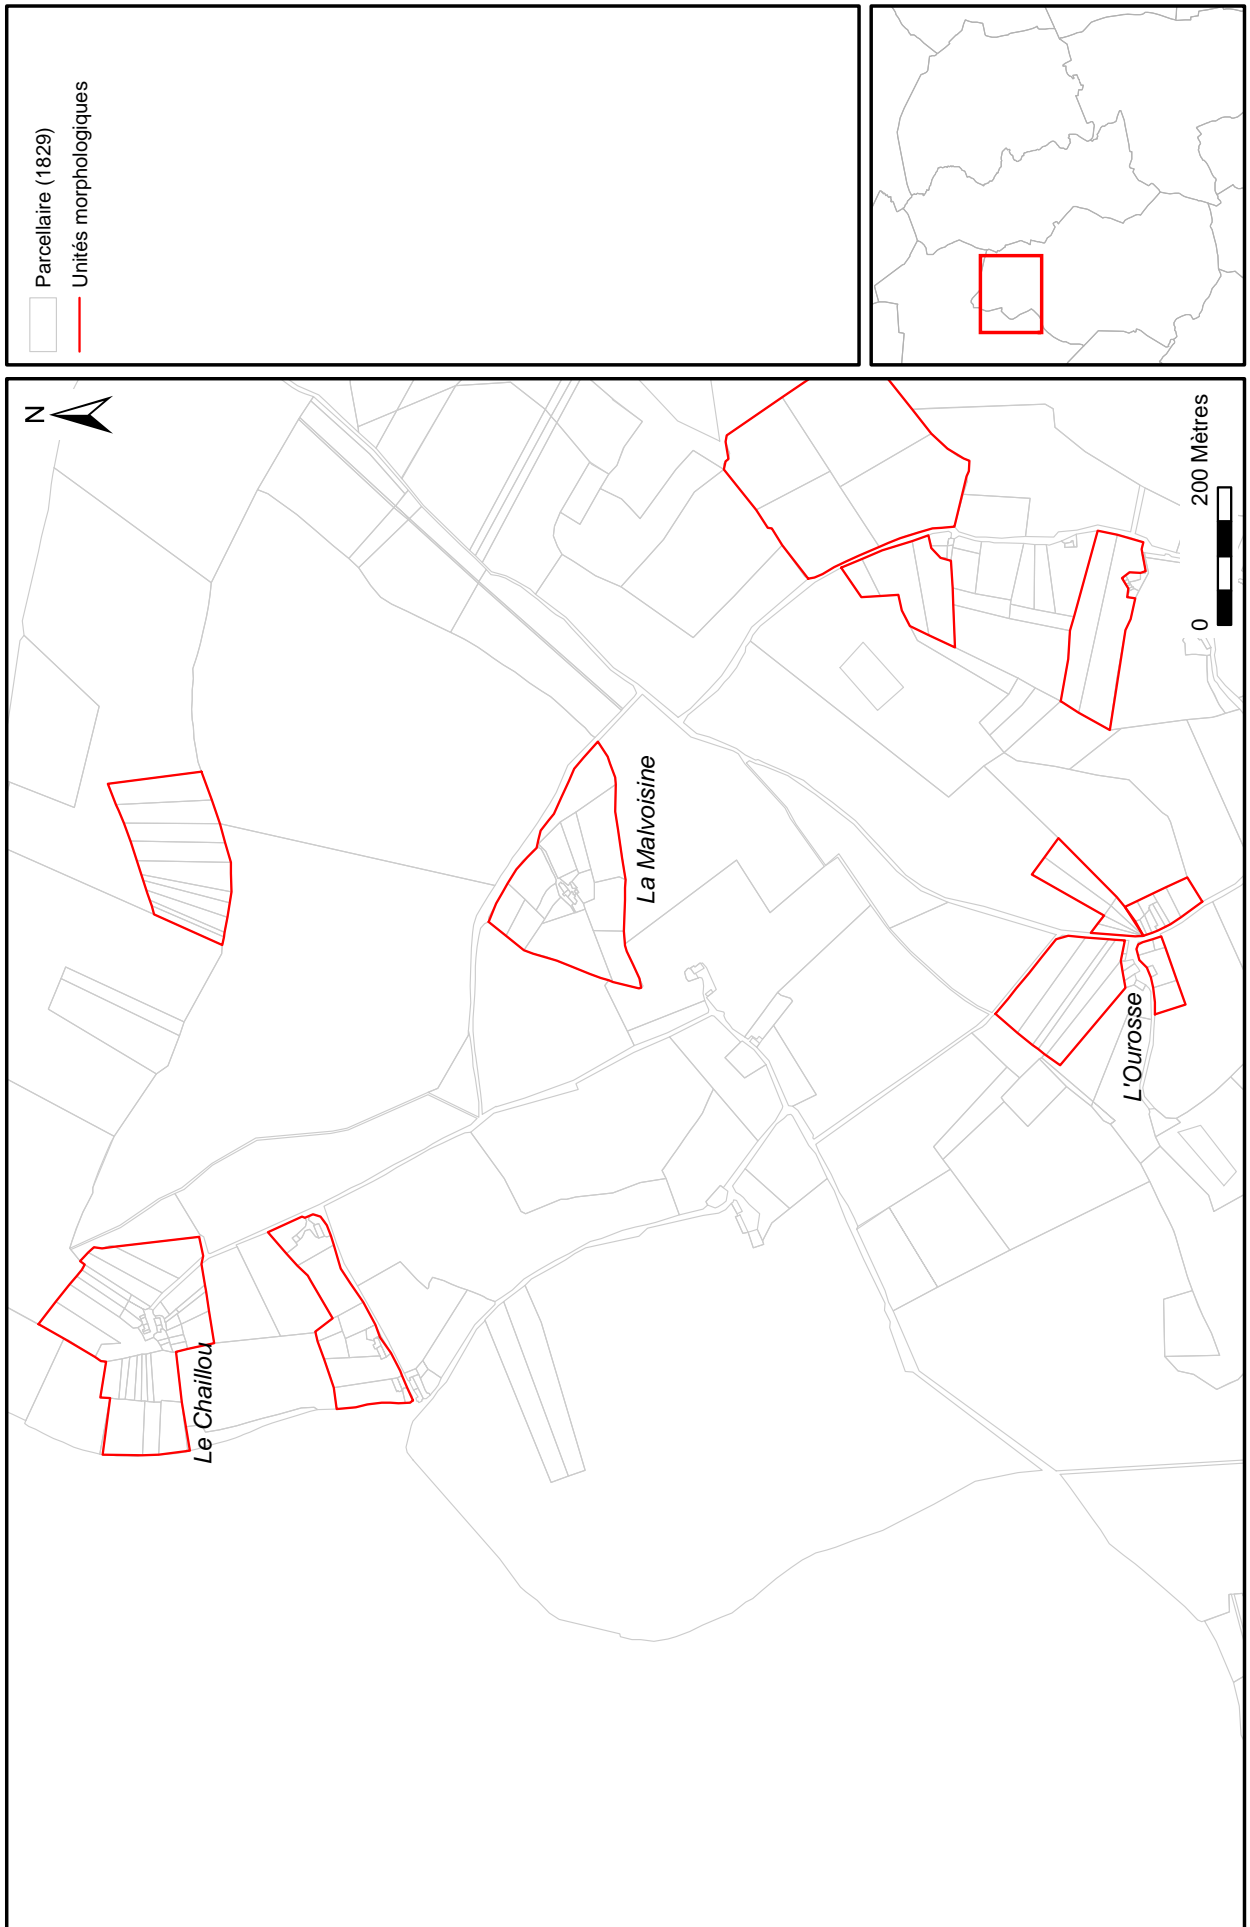 Parcellaire (1829)
Unités morphologiques
N
Le Chaillou
La Malvoisine
L'Ourosse
0 200 Mètres